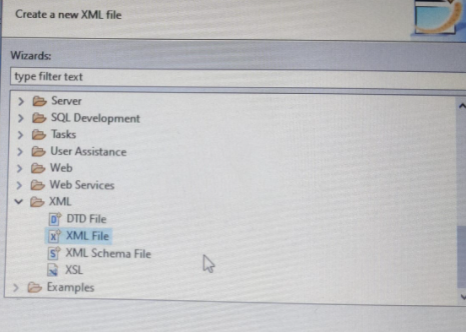 Create a new XML file
Wizards:
type filter text
Server
SQL Development
Tasks
User Assistance
Web
Web Services
XML
DTD File
XML File
XML Schema File
XSL
Examples